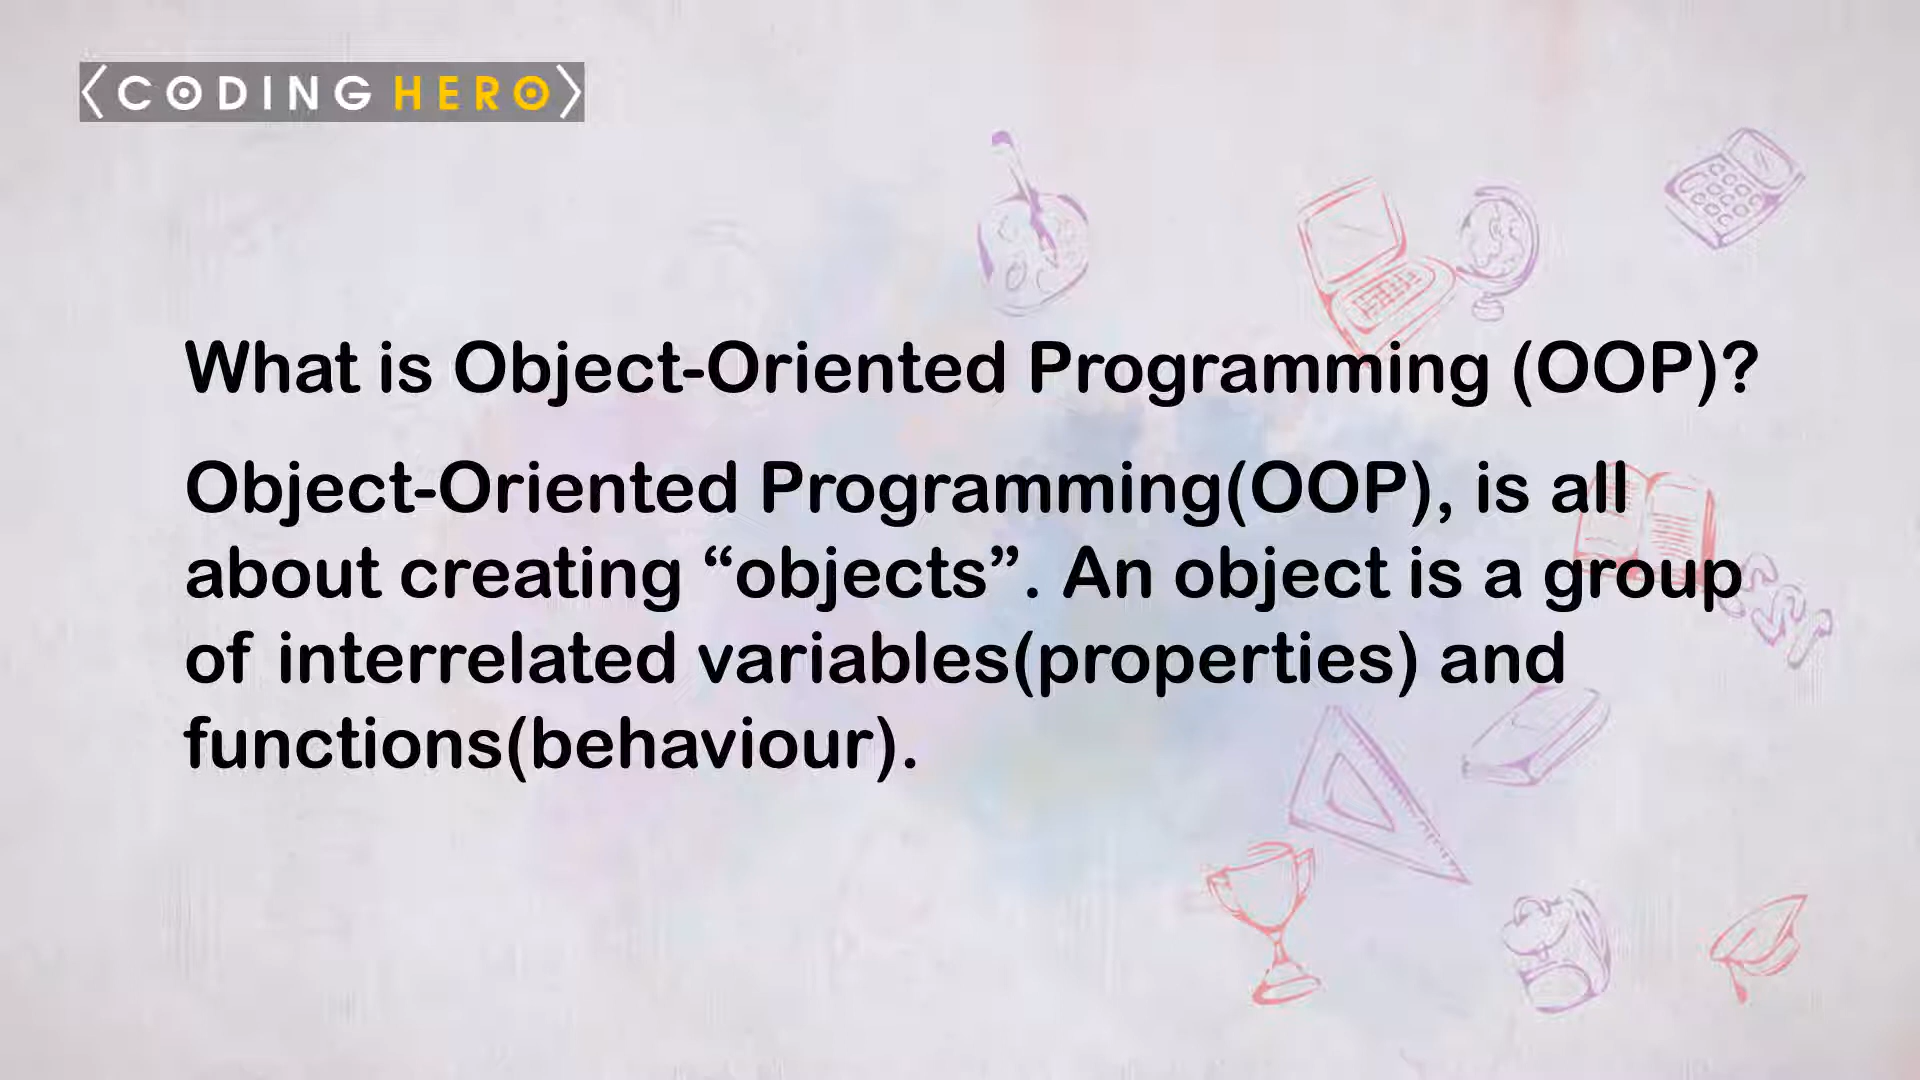 CODING HERO
What is Object-Oriented Programming (OOP)?
Object-Oriented Programming(OOP), is all
about creating “objects”. An object is a group
of interrelated variables(properties) and
functions(behaviour).